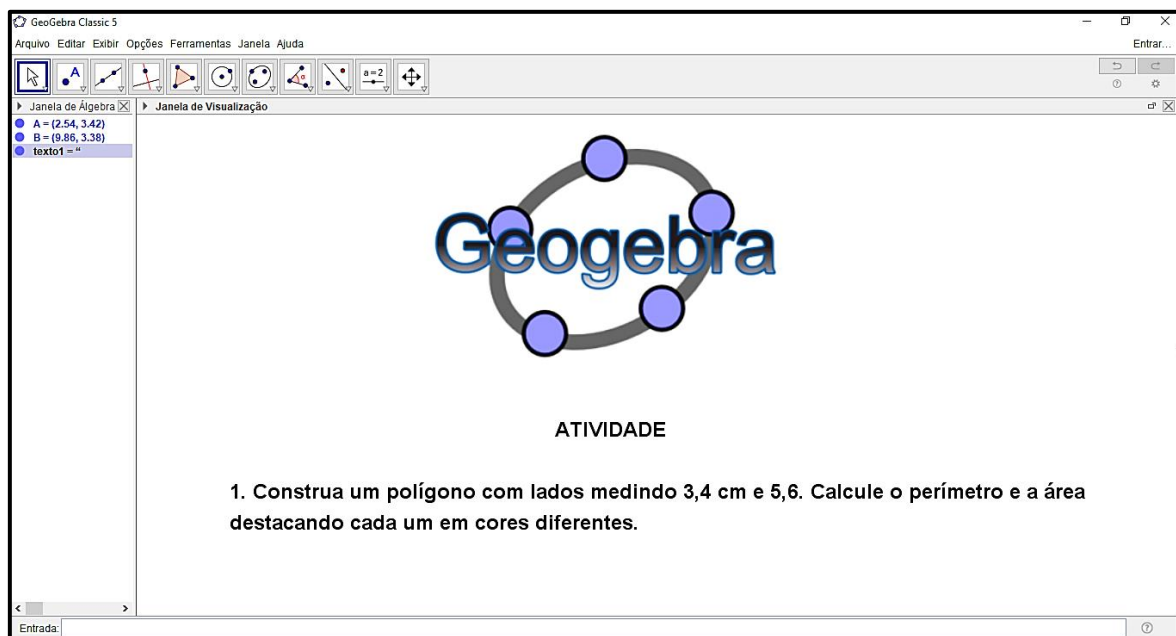 GeoGebra Classic 5
Arquivo Editar Exibir Opções Ferramentas Janela Ajuda
Entrar...
A
α
a=2
Janela de Álgebra
Janela de Visualização
A = (2.54, 3.42)
B = (9.86, 3.38)
texto1 = “
Geogebra
ATIVIDADE
1. Construa um polígono com lados medindo 3,4 cm e 5,6. Calcule o perímetro e a área
destacando cada um em cores diferentes.
Entrada: